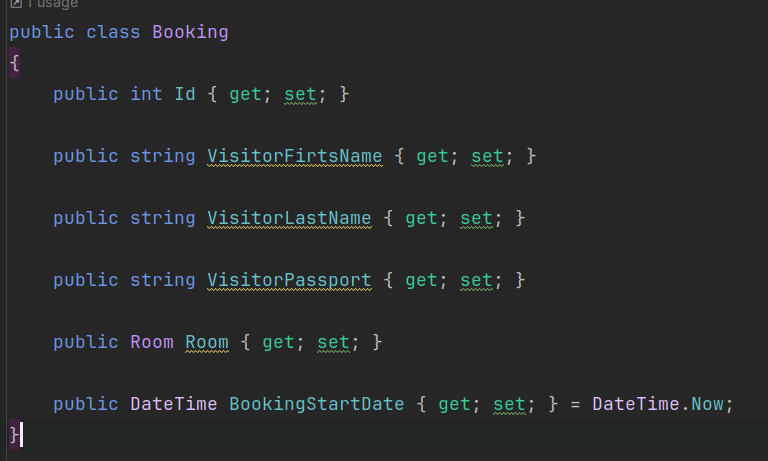 1 usage
public class Booking
{
public int Id { get; set; }
public string VisitorFirtsName { get; set; }
public string VisitorLastName { get; set; }
public string VisitorPassport { get; set; }
public Room Room { get; set; }
public DateTime BookingStartDate { get; set; } = DateTime.Now;
}